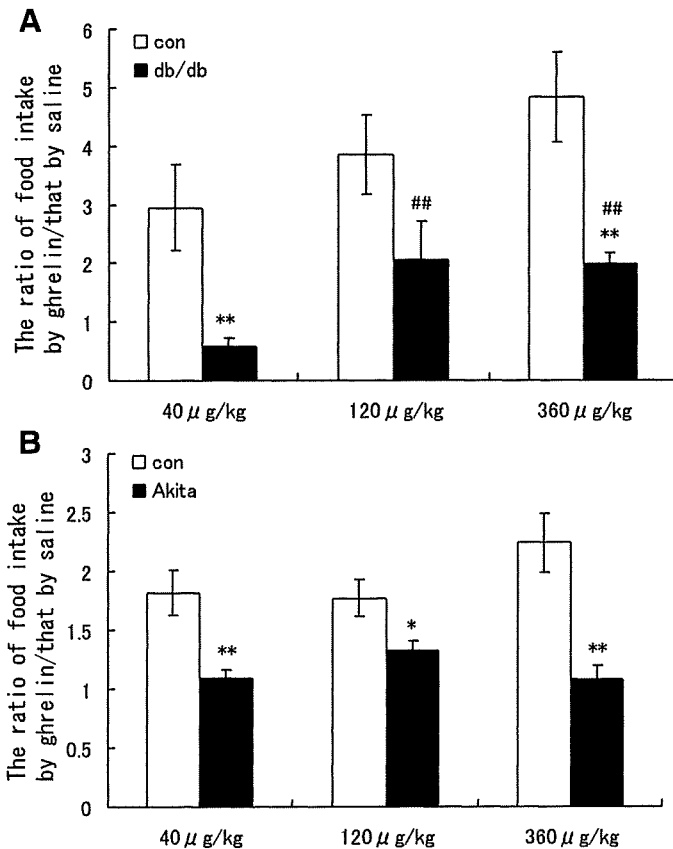 A
The ratio of food intake
by ghrelin/that by saline
6
5
4
3
2
1
0
con
db/db
**
##
##
**
40 μ g/kg
120 μ g/kg
360 μ g/kg
B
The ratio of food intake
by ghrelin/that by saline
3
2.5
2
1.5
1
0.5
0
con
Akita
**
*
**
40 μ g/kg
120 μ g/kg
360 μ g/kg